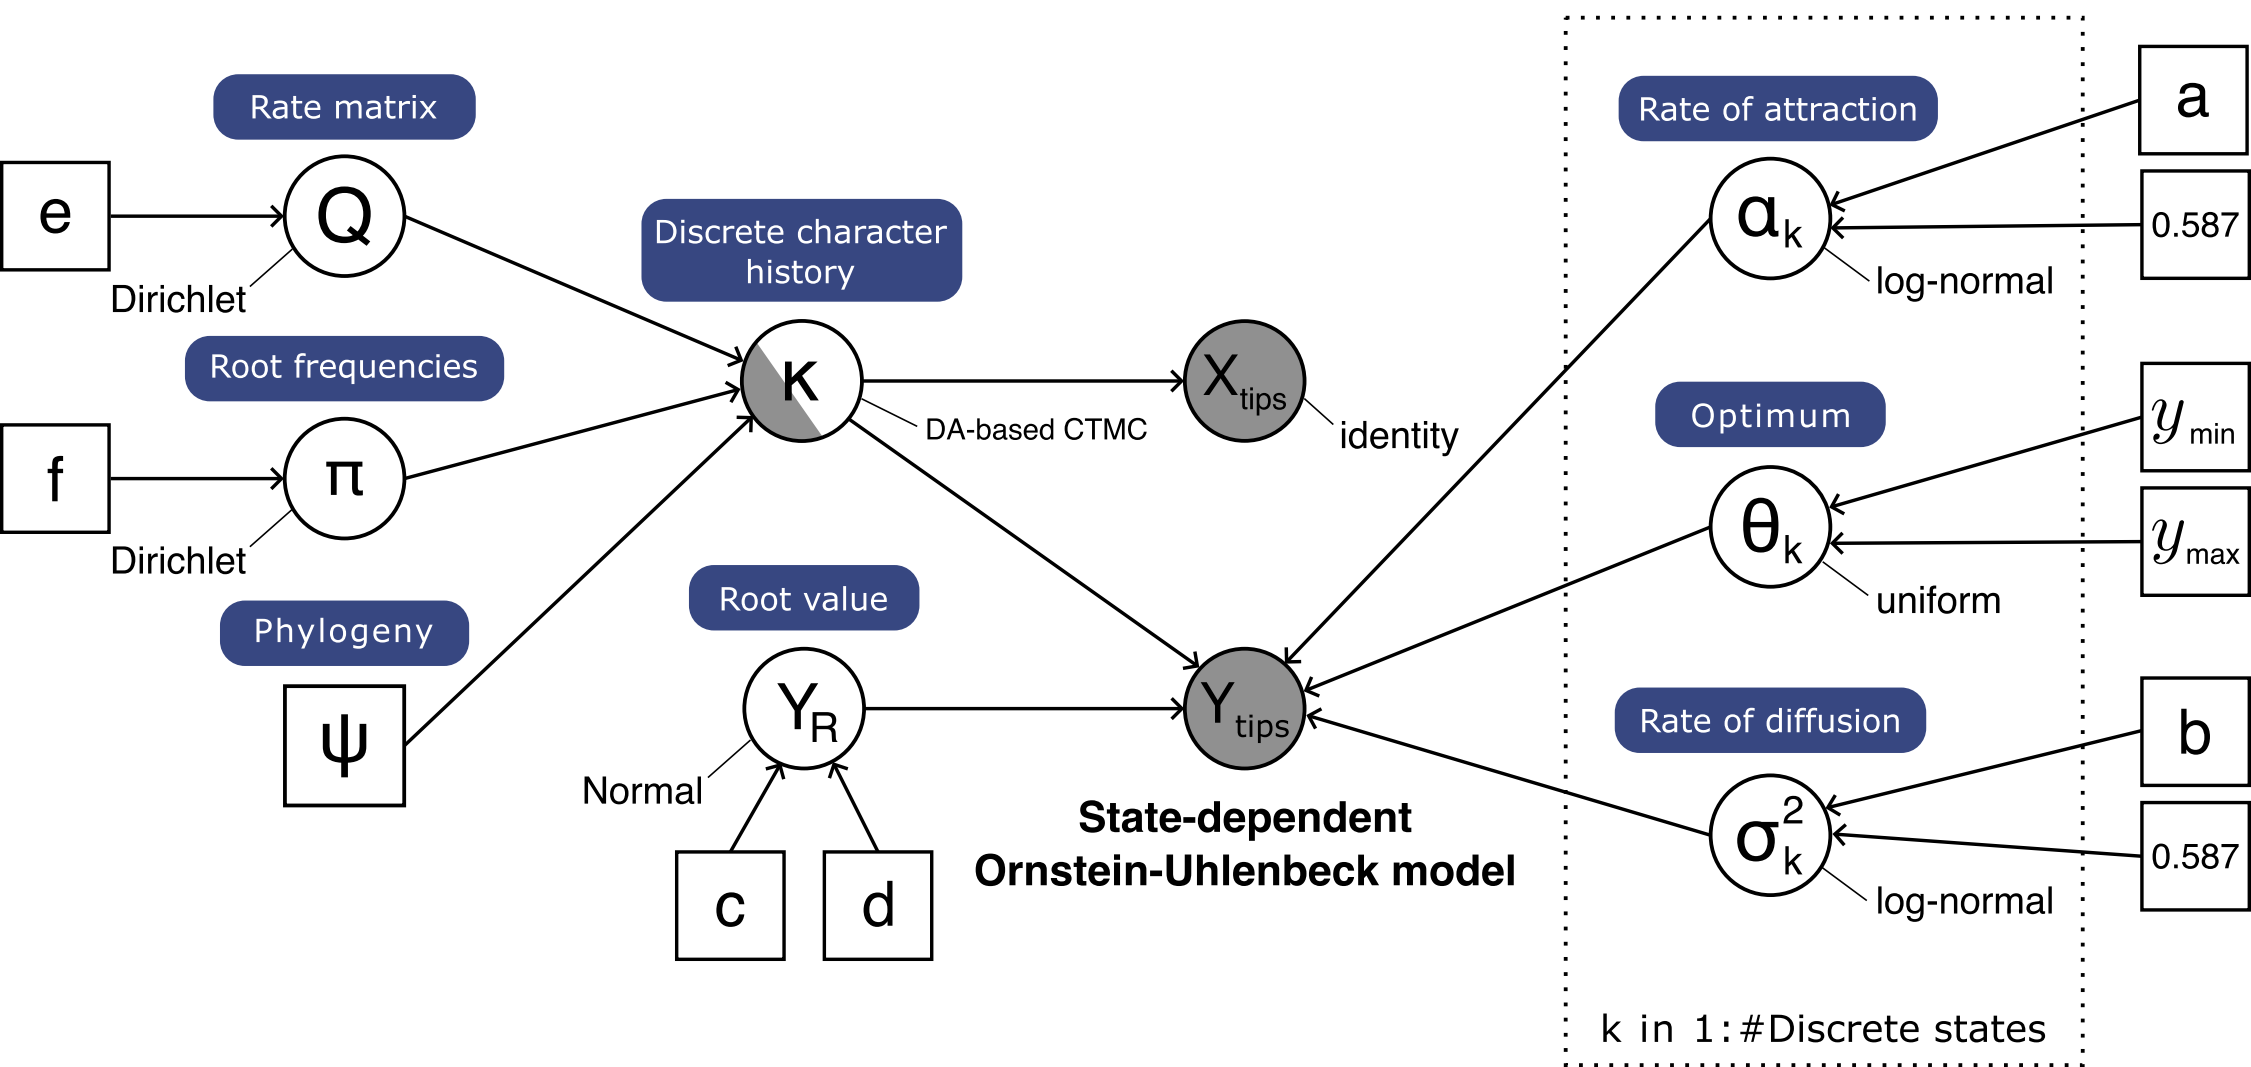 Rate matrix
e
Q
Dirichlet
Root frequencies
f
π
Dirichlet
Phylogeny
ψ
Discrete character
history
κ
DA-based CTMC
X tips
identity
Root value
Y R
Normal
c
d
Y tips
State-dependent
Ornstein-Uhlenbeck model
Rate of attraction
α k
log-normal
a
0.587
Optimum
θ k
uniform
y min
y max
Rate of diffusion
σ 2 k
log-normal
b
0.587
k in 1:#Discrete states